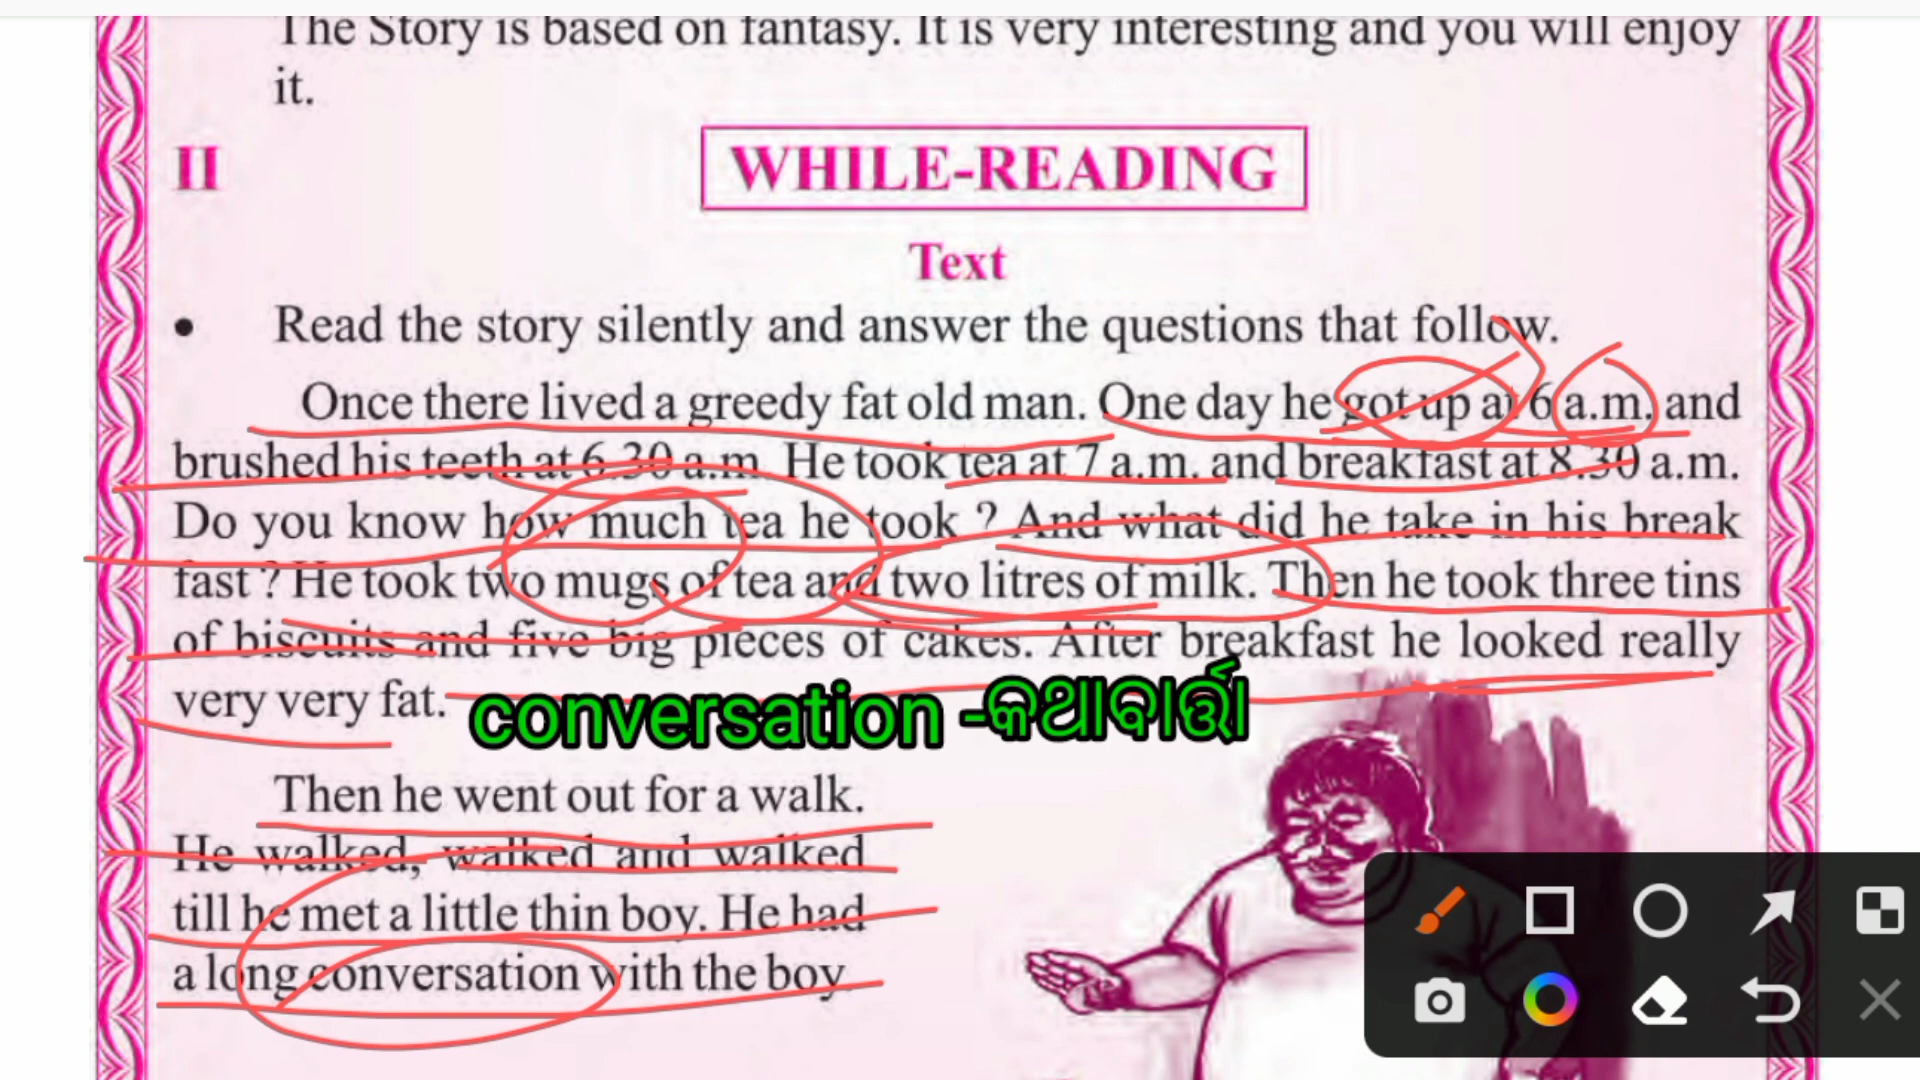 The Story is based on fantasy. It is very interesting and you will enjoy
it.
II
WHILE-READING
Text
• Read the story silently and answer the questions that follow.
Once there lived a greedy fat old man. One day he got up at 6 a.m. and
brushed his teeth at 6.30 a.m. He took tea at 7 a.m. and breakfast at 8.30 a.m.
Do you know how much tea he took ? And what did he take in his break
fast ? He took two mugs of tea and two litres of milk. Then he took three tins
of biscuits and five big pieces of cakes. After breakfast he looked really
very very fat.
conversation -କଥାବାର୍ତ୍ତା
Then he went out for a walk.
He walked, walked and walked
till he met a little thin boy. He had
a long conversation with the boy.